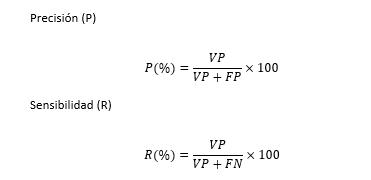 Precisión (P)
P(%) = VP / VP + FP × 100
Sensibilidad (R)
R(%) = VP / VP + FN × 100